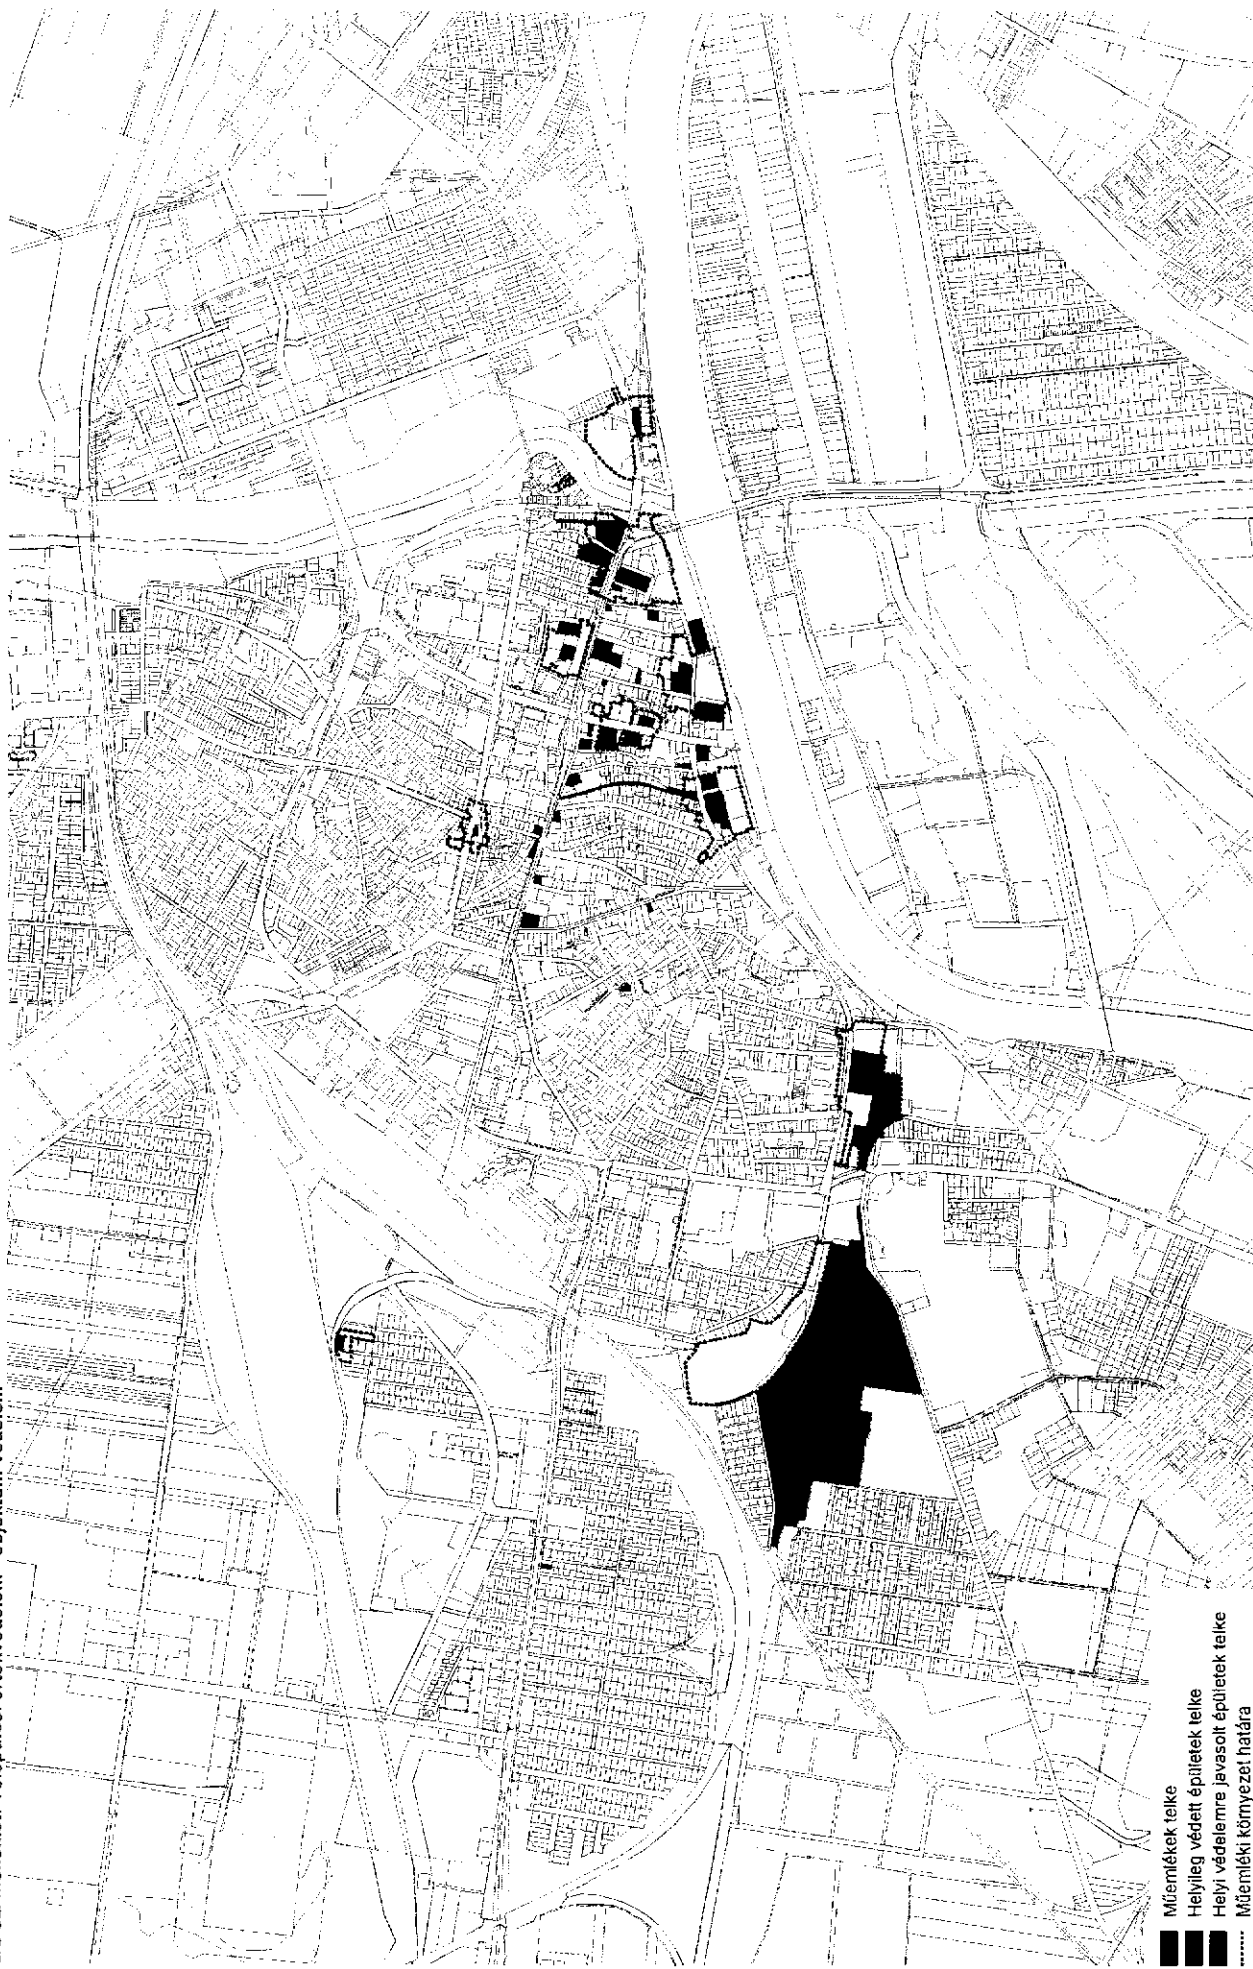 Műemlékek telke
Helyileg védett épületek telke
Helyi védelemre javasolt épületek telke
Műemléki környezet határa